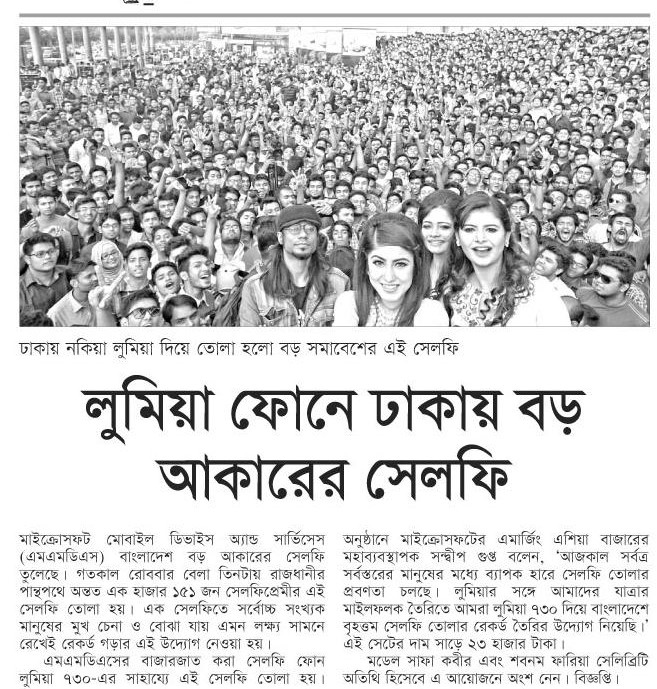 ঢাকায় নকিয়া লুমিয়া দিয়ে তোলা হলো বড় সমাবেশের এই সেলফি
লুমিয়া ফোনে ঢাকায় বড়
আকারের সেলফি
মাইক্রোসফট মোবাইল ডিভাইস অ্যান্ড সার্ভিসেস
(এমএমডিএস) বাংলাদেশ বড় আকারের সেলফি
তুলেছে। গতকাল রোববার বেলা তিনটায় রাজধানীর
পান্থপথে অন্তত এক হাজার ১৫১ জন সেলফিপ্রেমীর এই
সেলফি তোলা হয়। এক সেলফিতে সর্বোচ্চ সংখ্যক
মানুষের মুখ চেনা ও বোঝা যায় এমন লক্ষ্য সামনে
রেখেই রেকর্ড গড়ার এই উদ্যোগ নেওয়া হয়।
এমএমডিএসের বাজারজাত করা সেলফি ফোন
লুমিয়া ৭৩০-এর সাহায্যে এই সেলফি তোলা হয়।
অনুষ্ঠানে মাইক্রোসফটের এমার্জিং এশিয়া বাজারের
মহাব্যবস্থাপক সন্দ্বীপ গুপ্ত বলেন, ‘আজকাল সর্বত্র
সর্বস্তরের মানুষের মধ্যে ব্যাপক হারে সেলফি তোলার
প্রবণতা চলছে। লুমিয়ার সঙ্গে আমাদের যাত্রার
মাইলফলক তৈরিতে আমরা লুমিয়া ৭৩০ দিয়ে বাংলাদেশে
বৃহত্তম সেলফি তোলার রেকর্ড তৈরির উদ্যোগ নিয়েছি।’
এই সেটের দাম সাড়ে ২৩ হাজার টাকা।
মডেল সাফা কবীর এবং শবনম ফারিয়া সেলিব্রিটি
অতিথি হিসেবে এ আয়োজনে অংশ নেন। বিজ্ঞপ্তি।